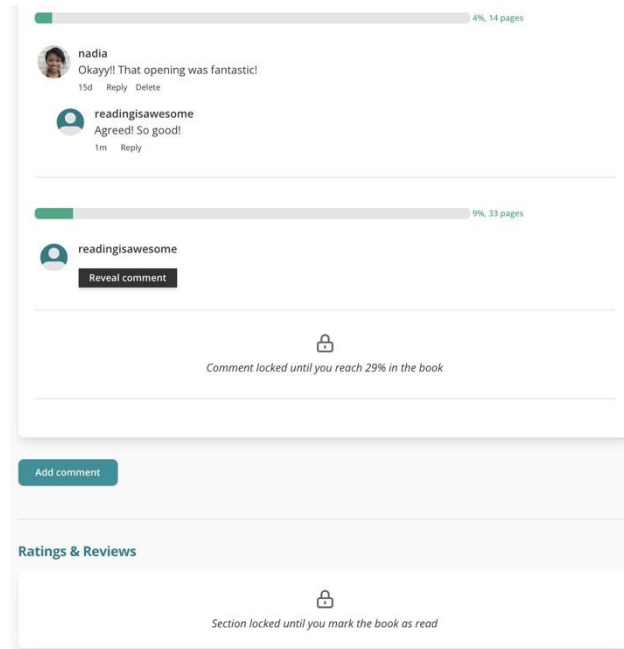 4%, 14 pages
nadia
Okayy!! That opening was fantastic!
15d Reply Delete
readingisawesome
Agreed! So good!
1m Reply
9%, 33 pages
readingisawesome
Reveal comment
Comment locked until you reach 29% in the book
Add comment
Ratings & Reviews
Section locked until you mark the book as read